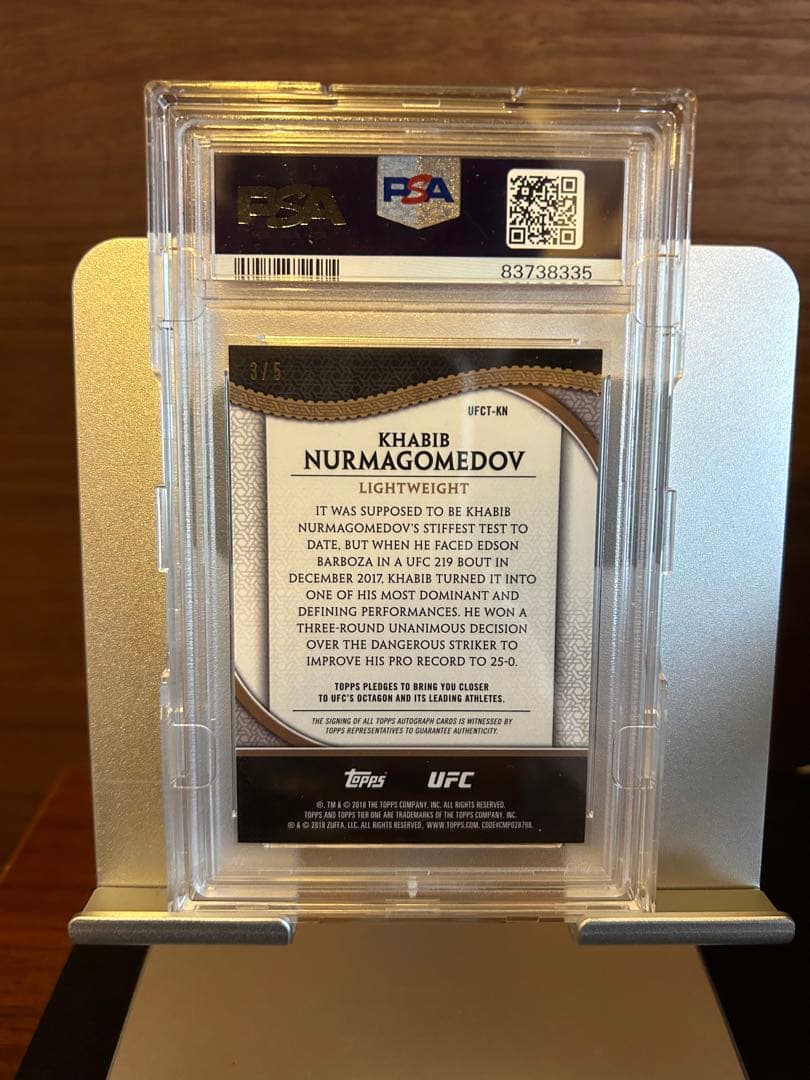 PSA
PSA
83738335
3/5
UFCT-KN
KHABIB
NURMAGOMEDOV
LIGHTWEIGHT
IT WAS SUPPOSED TO BE KHABIB
NURMAGOMEDOV'S STIFFEST TEST TO
DATE, BUT WHEN HE FACED EDSON
BARBOZA IN A UFC 219 BOUT IN
DECEMBER 2017, KHABIB TURNED IT INTO
ONE OF HIS MOST DOMINANT AND
DEFINING PERFORMANCES. HE WON A
THREE-ROUND UNANIMOUS DECISION
OVER THE DANGEROUS STRIKER TO
IMPROVE HIS PRO RECORD TO 25-0.
TOPPS PLEDGES TO BRING YOU CLOSER
TO UFC'S OCTAGON AND ITS LEADING ATHLETES.
THE SIGNING OF ALL TOPPS AUTOGRAPH CARDS IS WITNESSED BY
TOPPS REPRESENTATIVES TO GUARANTEE AUTHENTICITY.
Topps UFC
®, TM & © 2018 THE TOPPS COMPANY, INC. ALL RIGHTS RESERVED.
TOPPS AND TOPPS TIER ONE ARE TRADEMARKS OF THE TOPPS COMPANY, INC.
® & © 2018 ZUFFA, LLC. ALL RIGHTS RESERVED. WWW.TOPPS.COM. CODE#CMP028798.